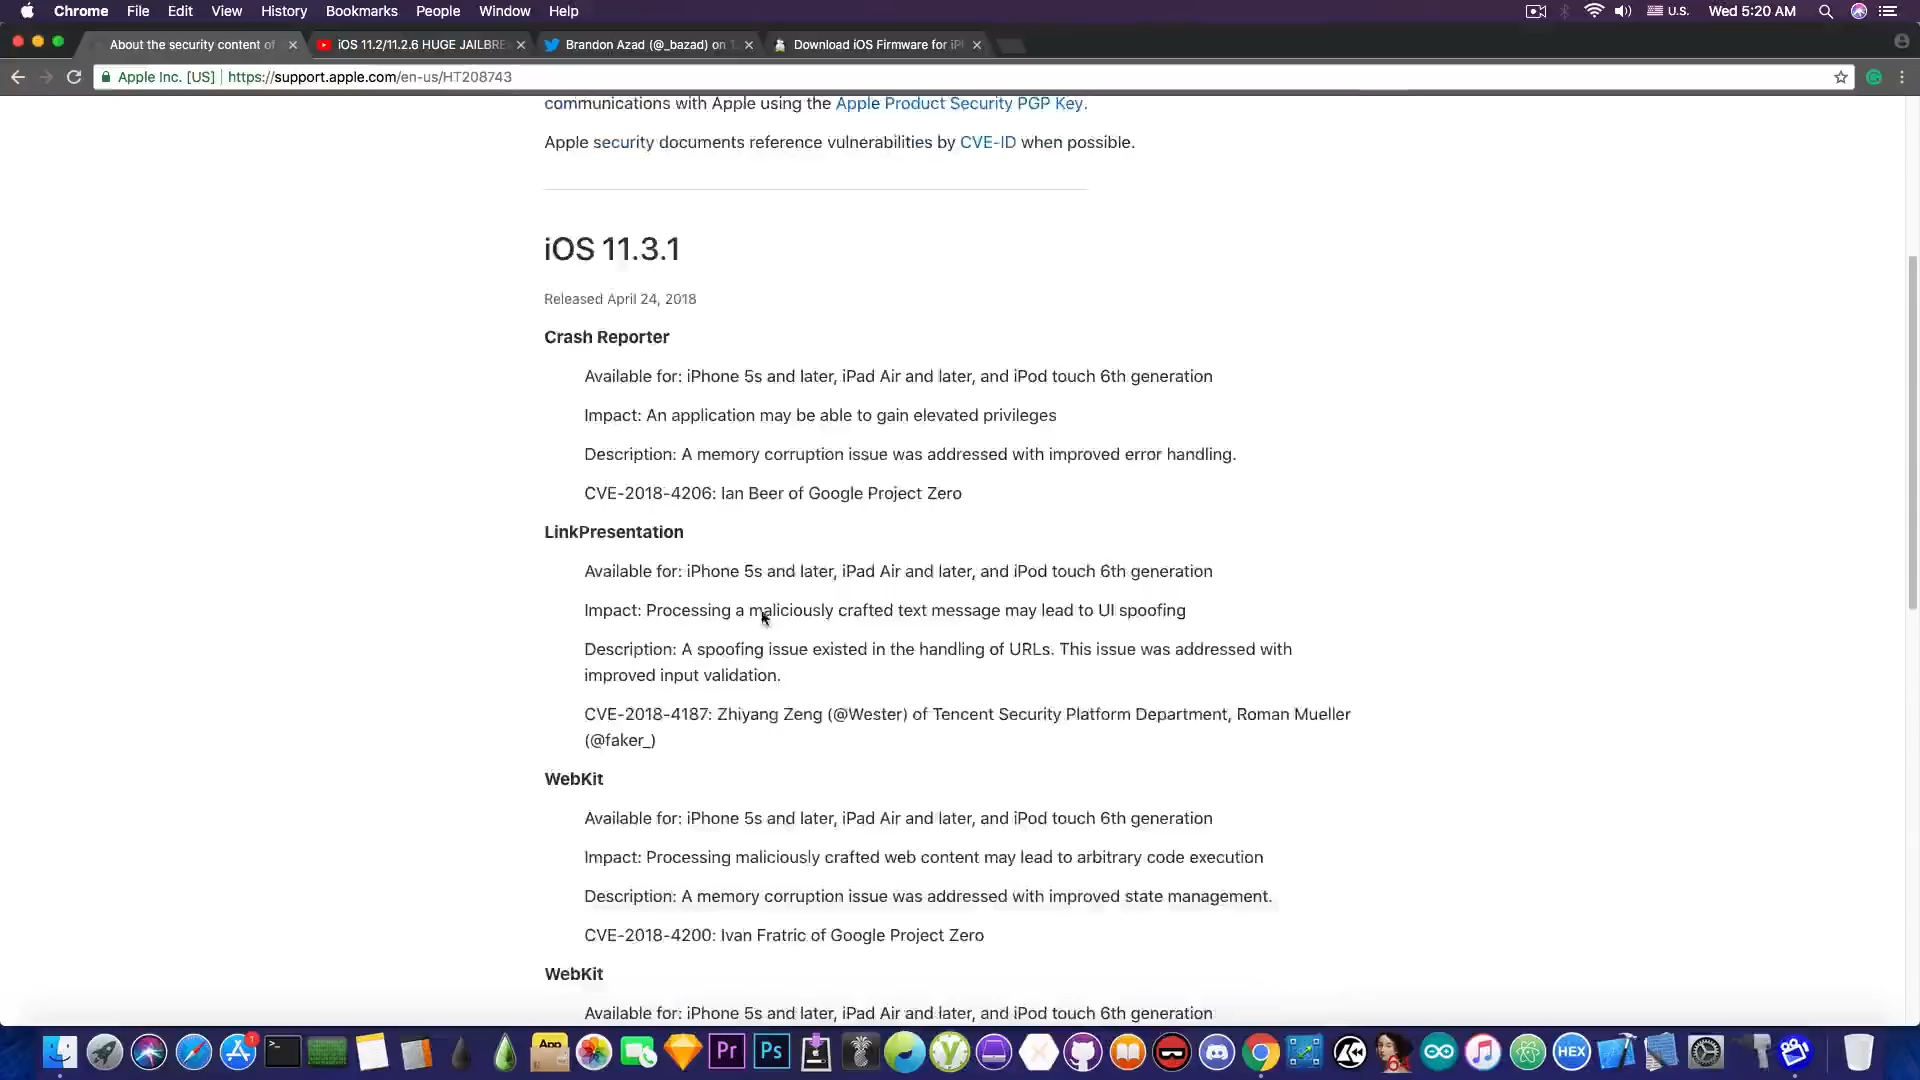 Chrome File Edit View History Bookmarks People Window Help U.S. Wed 5:20 AM
About the security content of iOS 11.2/11.2.6 HUGE JAILBRE Brandon Azad (@_bazad) on Download iOS Firmware for iP
Apple Inc. [US] https://support.apple.com/en-us/HT208743
communications with Apple using the Apple Product Security PGP Key.
Apple security documents reference vulnerabilities by CVE-ID when possible.
iOS 11.3.1
Released April 24, 2018
Crash Reporter
Available for: iPhone 5s and later, iPad Air and later, and iPod touch 6th generation
Impact: An application may be able to gain elevated privileges
Description: A memory corruption issue was addressed with improved error handling.
CVE-2018-4206: Ian Beer of Google Project Zero
LinkPresentation
Available for: iPhone 5s and later, iPad Air and later, and iPod touch 6th generation
Impact: Processing a maliciously crafted text message may lead to UI spoofing
Description: A spoofing issue existed in the handling of URLs. This issue was addressed with
improved input validation.
CVE-2018-4187: Zhiyang Zeng (@Wester) of Tencent Security Platform Department, Roman Mueller
(@faker_)
WebKit
Available for: iPhone 5s and later, iPad Air and later, and iPod touch 6th generation
Impact: Processing maliciously crafted web content may lead to arbitrary code execution
Description: A memory corruption issue was addressed with improved state management.
CVE-2018-4200: Ivan Fratric of Google Project Zero
WebKit
Available for: iPhone 5s and later, iPad Air and later, and iPod touch 6th generation
App Pr Ps HEX